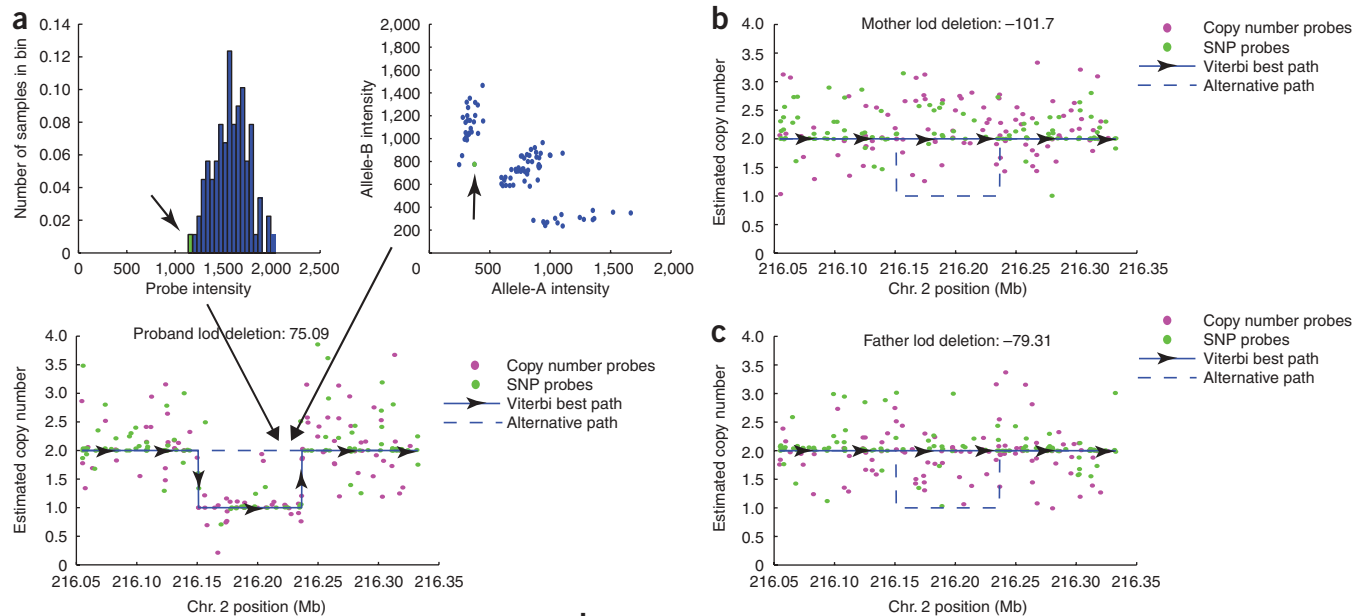 a
0.14
0.12
0.10
0.08
0.06
0.04
0.02
0
Number of samples in bin
0 500 1,000 1,500 2,000 2,500
Probe intensity
2,000
1,800
1,600
1,400
1,200
1,000
800
600
400
200
Allele-B intensity
0 500 1,000 1,500 2,000
Allele-A intensity
Proband lod deletion: 75.09
4.0
3.5
3.0
2.5
2.0
1.5
1.0
0.5
0
Estimated copy number
216.05 216.10 216.15 216.20 216.25 216.30 216.35
Chr. 2 position (Mb)
Copy number probes
SNP probes
Viterbi best path
Alternative path
b
Mother lod deletion: –101.7
4.0
3.5
3.0
2.5
2.0
1.5
1.0
0.5
0
Estimated copy number
216.05 216.10 216.15 216.20 216.25 216.30 216.35
Chr. 2 position (Mb)
Copy number probes
SNP probes
Viterbi best path
Alternative path
c
Father lod deletion: –79.31
4.0
3.5
3.0
2.5
2.0
1.5
1.0
0.5
0
Estimated copy number
216.05 216.10 216.15 216.20 216.25 216.30 216.35
Chr. 2 position (Mb)
Copy number probes
SNP probes
Viterbi best path
Alternative path